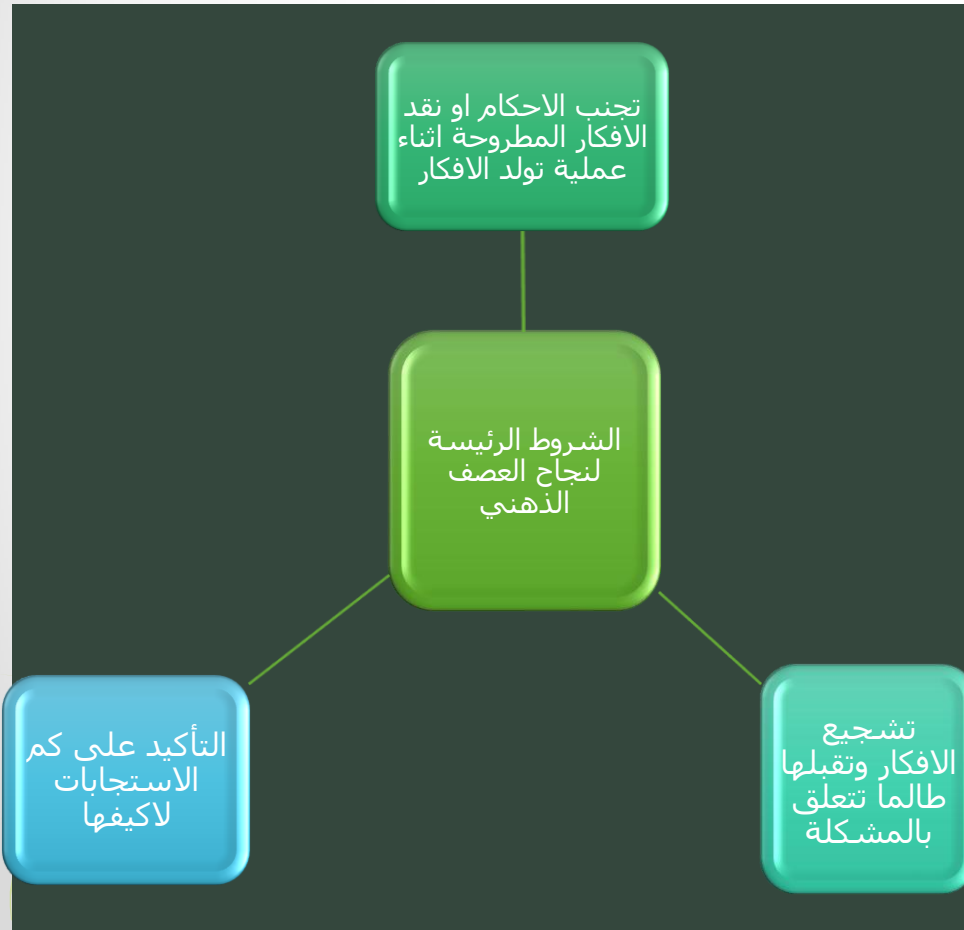 تجنب الاحكام او نقد
الافكار المطروحة اثناء
عملية تولد الافكار
الشروط الرئيسة
لنجاح العصف
الذهني
تشجيع
الافكار وتقبلها
طالما تتعلق
بالمشكلة
التأكيد على كم
الاستجابات
لاكيفها